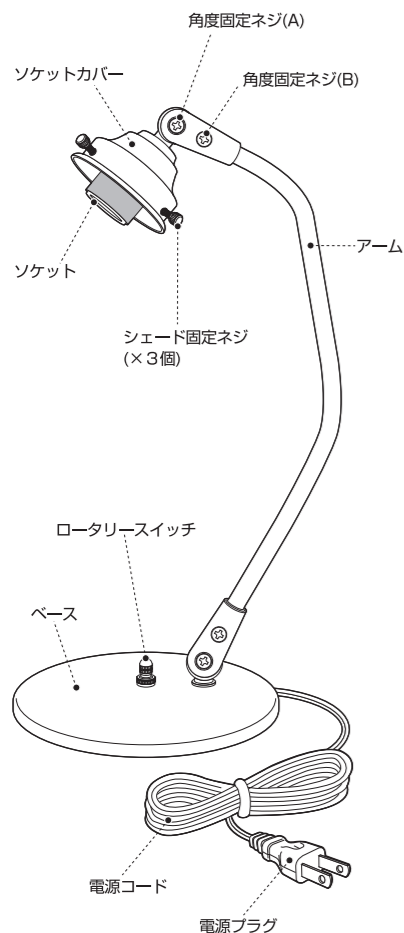 角度固定ネジ(A)
ソケットカバー
角度固定ネジ(B)
アーム
ソケット
シェード固定ネジ
(×3個)
ロータリースイッチ
ベース
電源コード
電源プラグ